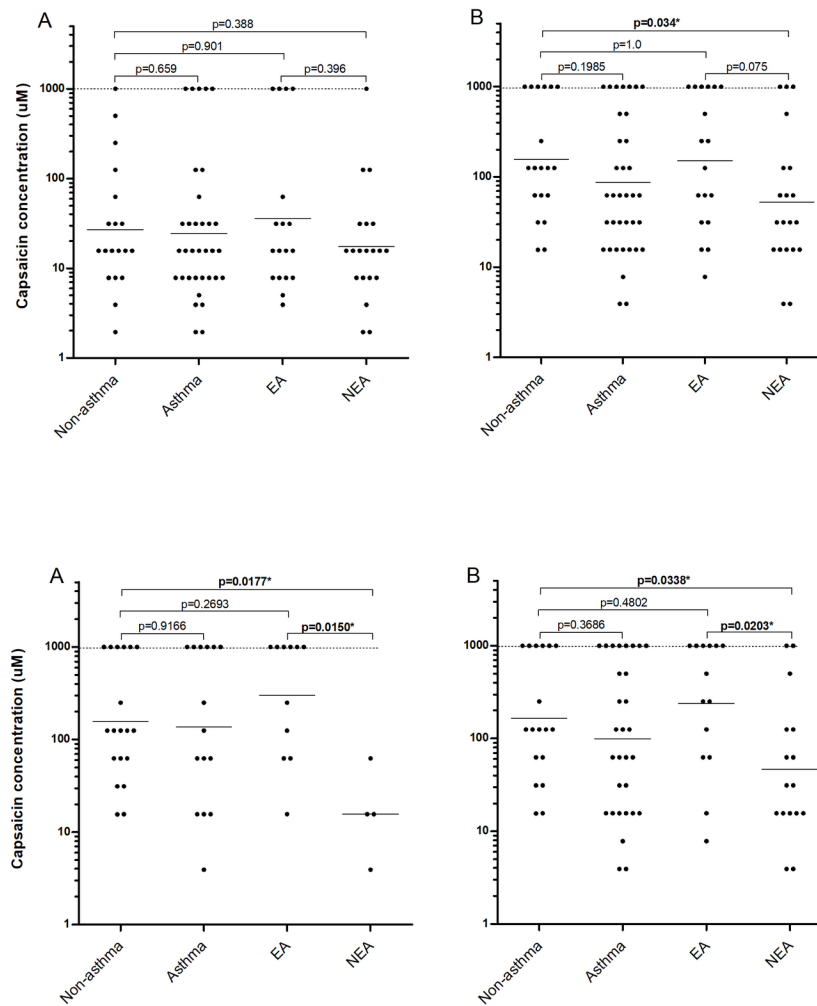 A
p=0.388
p=0.901
p=0.659
p=0.396
Capsaicin concentration (uM)
1000
100
10
1
Non-asthma
Asthma
EA
NEA
B
p=0.034*
p=1.0
p=0.1985
p=0.075
1000
100
10
1
Non-asthma
Asthma
EA
NEA
A
p=0.0177*
p=0.2693
p=0.9166
p=0.0150*
Capsaicin concentration (uM)
1000
100
10
1
Non-asthma
Asthma
EA
NEA
B
p=0.0338*
p=0.4802
p=0.3686
p=0.0203*
1000
100
10
1
Non-asthma
Asthma
EA
NEA